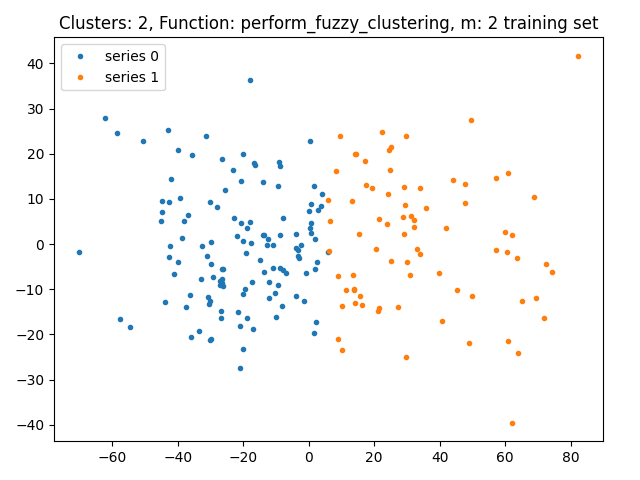 Clusters: 2, Function: perform_fuzzy_clustering, m: 2 training set
series 0
series 1
40
30
20
10
0
−10
−20
−30
−40
−60 −40 −20 0 20 40 60 80